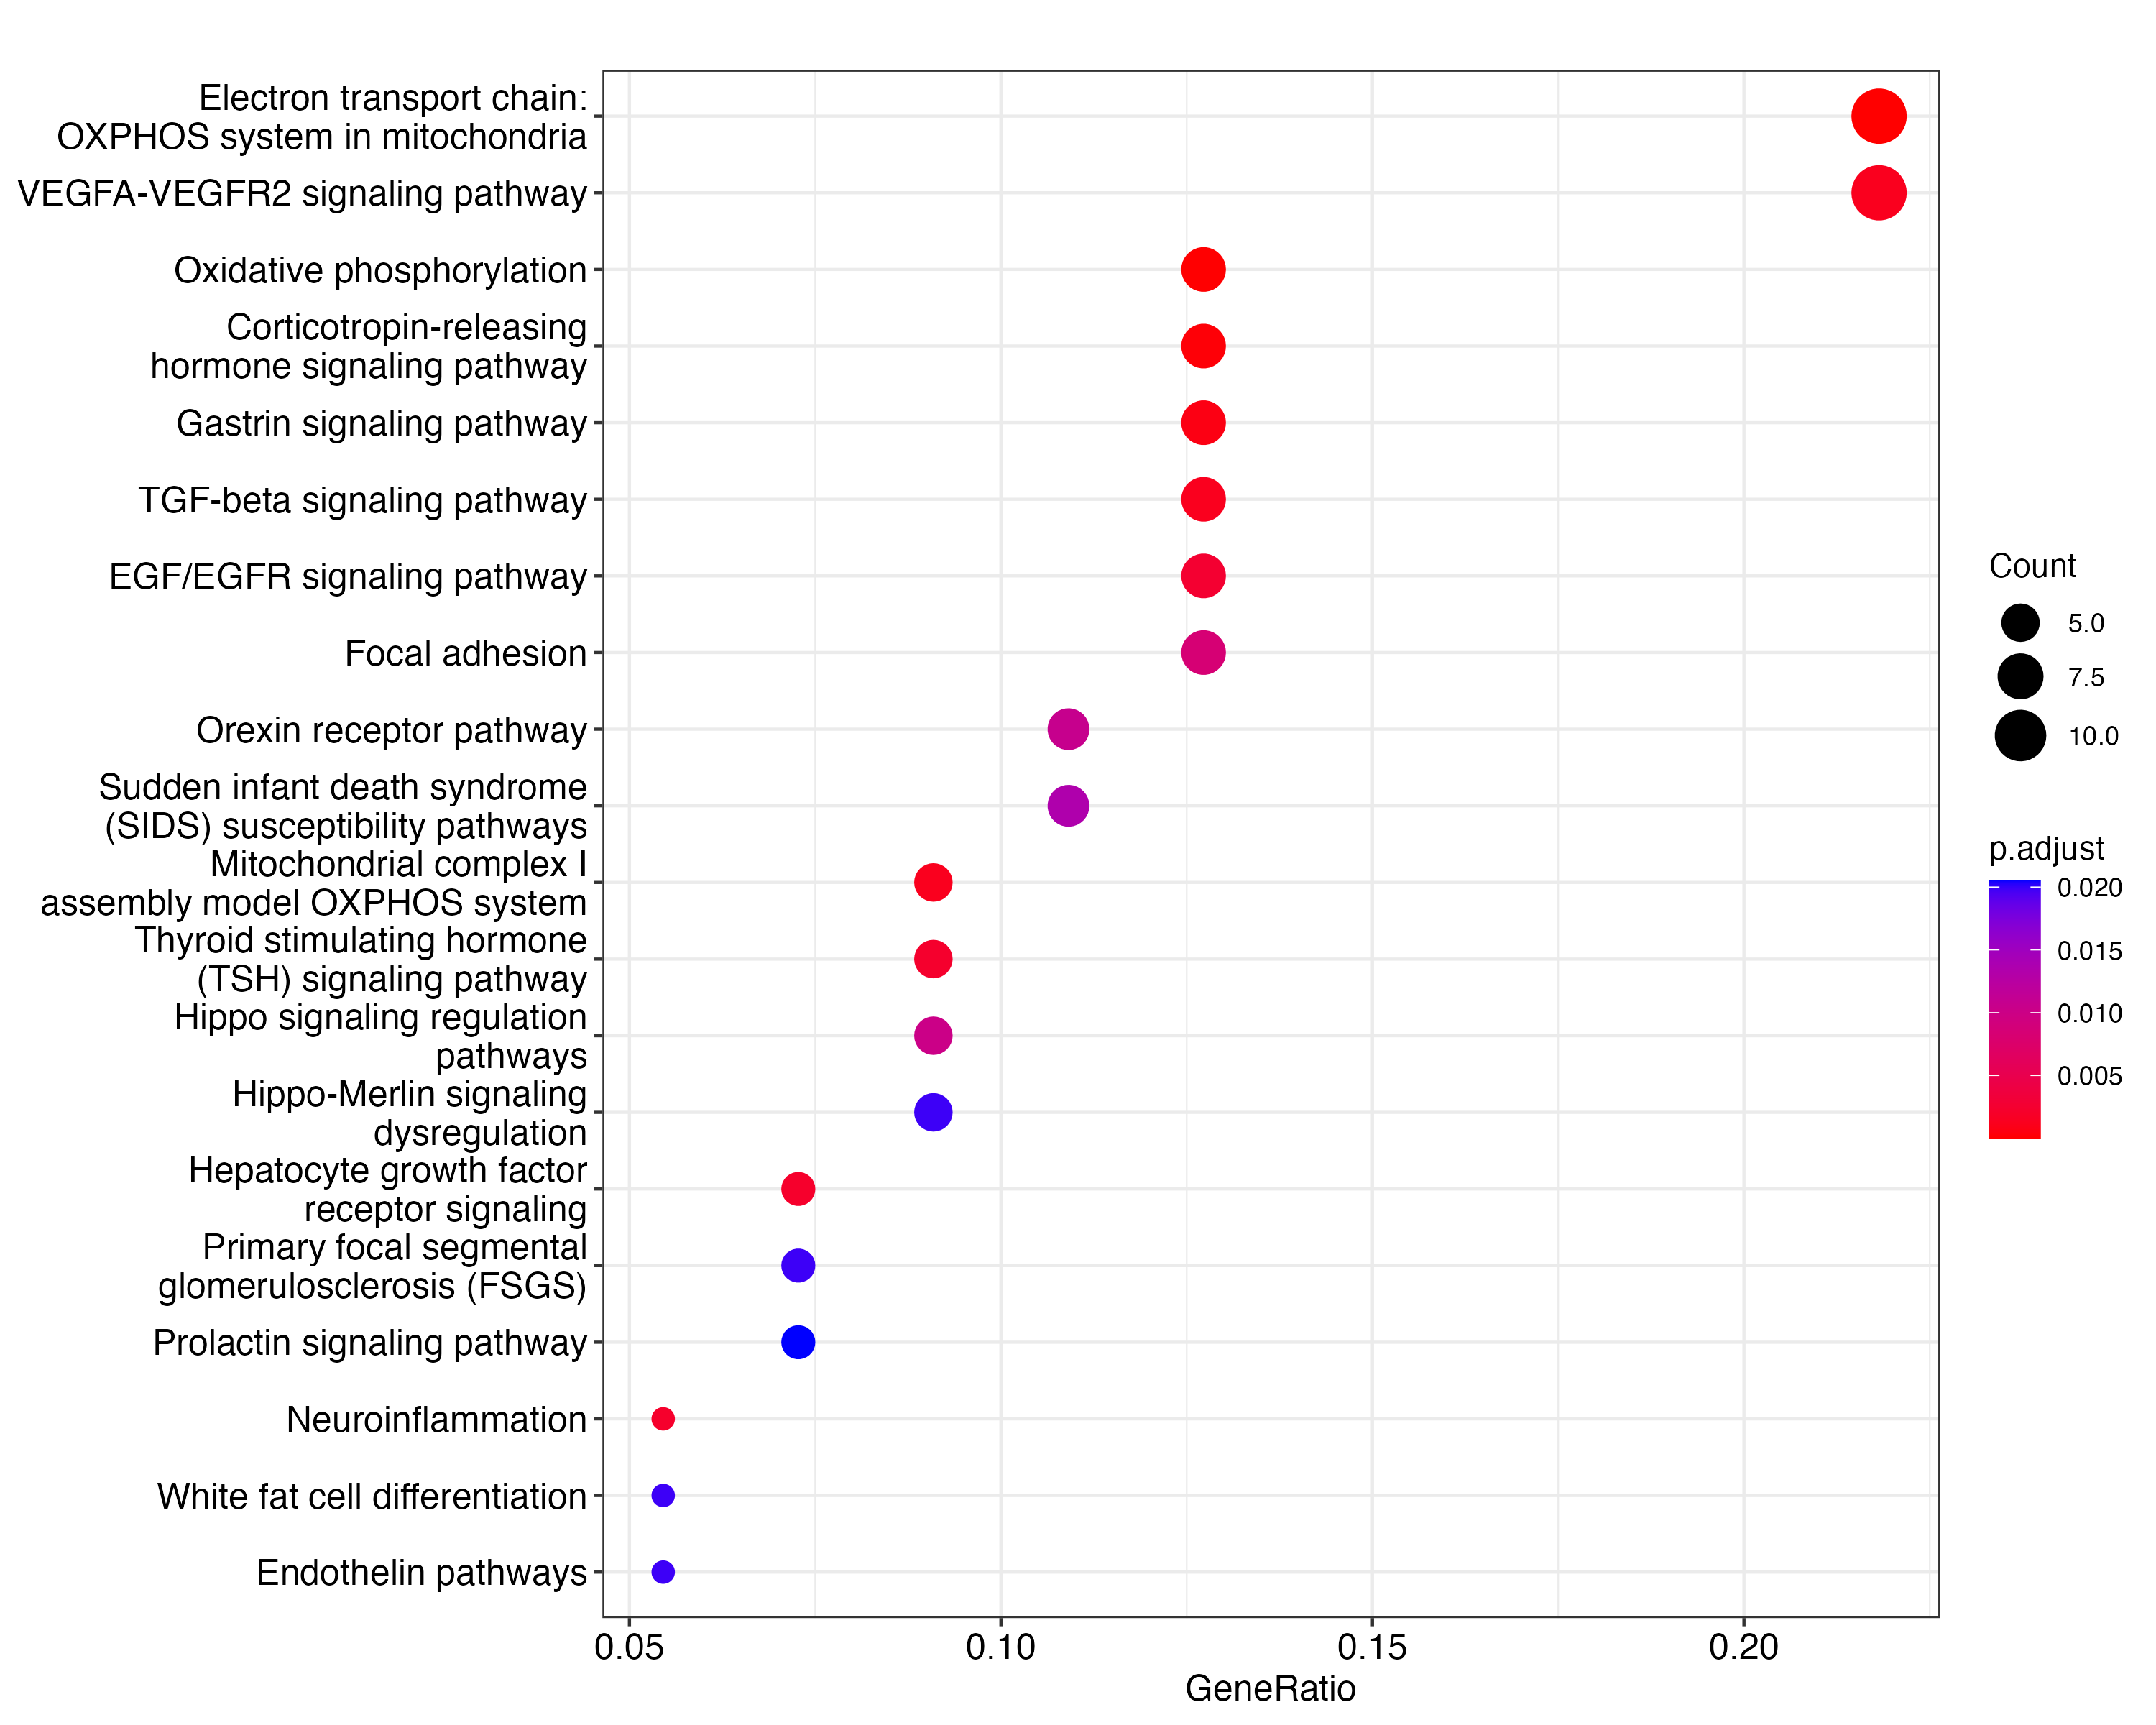 Electron transport chain:
OXPHOS system in mitochondria
VEGFA-VEGFR2 signaling pathway
Oxidative phosphorylation
Corticotropin-releasing
hormone signaling pathway
Gastrin signaling pathway
TGF-beta signaling pathway
EGF/EGFR signaling pathway
Focal adhesion
Orexin receptor pathway
Sudden infant death syndrome
(SIDS) susceptibility pathways
Mitochondrial complex I
assembly model OXPHOS system
Thyroid stimulating hormone
(TSH) signaling pathway
Hippo signaling regulation
pathways
Hippo-Merlin signaling
dysregulation
Hepatocyte growth factor
receptor signaling
Primary focal segmental
glomerulosclerosis (FSGS)
Prolactin signaling pathway
Neuroinflammation
White fat cell differentiation
Endothelin pathways
0.05 0.10 0.15 0.20
GeneRatio
Count
5.0
7.5
10.0
p.adjust
0.020
0.015
0.010
0.005